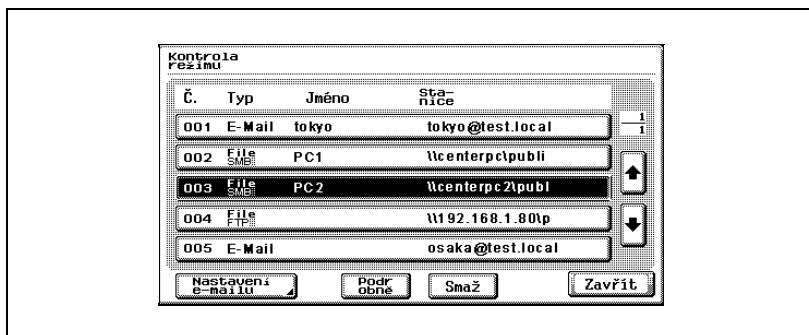 Kontrola
režimu
Č. Typ Jméno Sta-
nice
001 E-Mail tokyo tokyo@test.local
1
1
002 File
SMB PC1 \\centerpc\publi
003 File
SMB PC2 \\centerpc2\publ
004 File
FTP \\192.168.1.80\p
005 E-Mail osaka@test.local
Nastavení
e-mailu
Podr
obně
Smaž
Zavřít